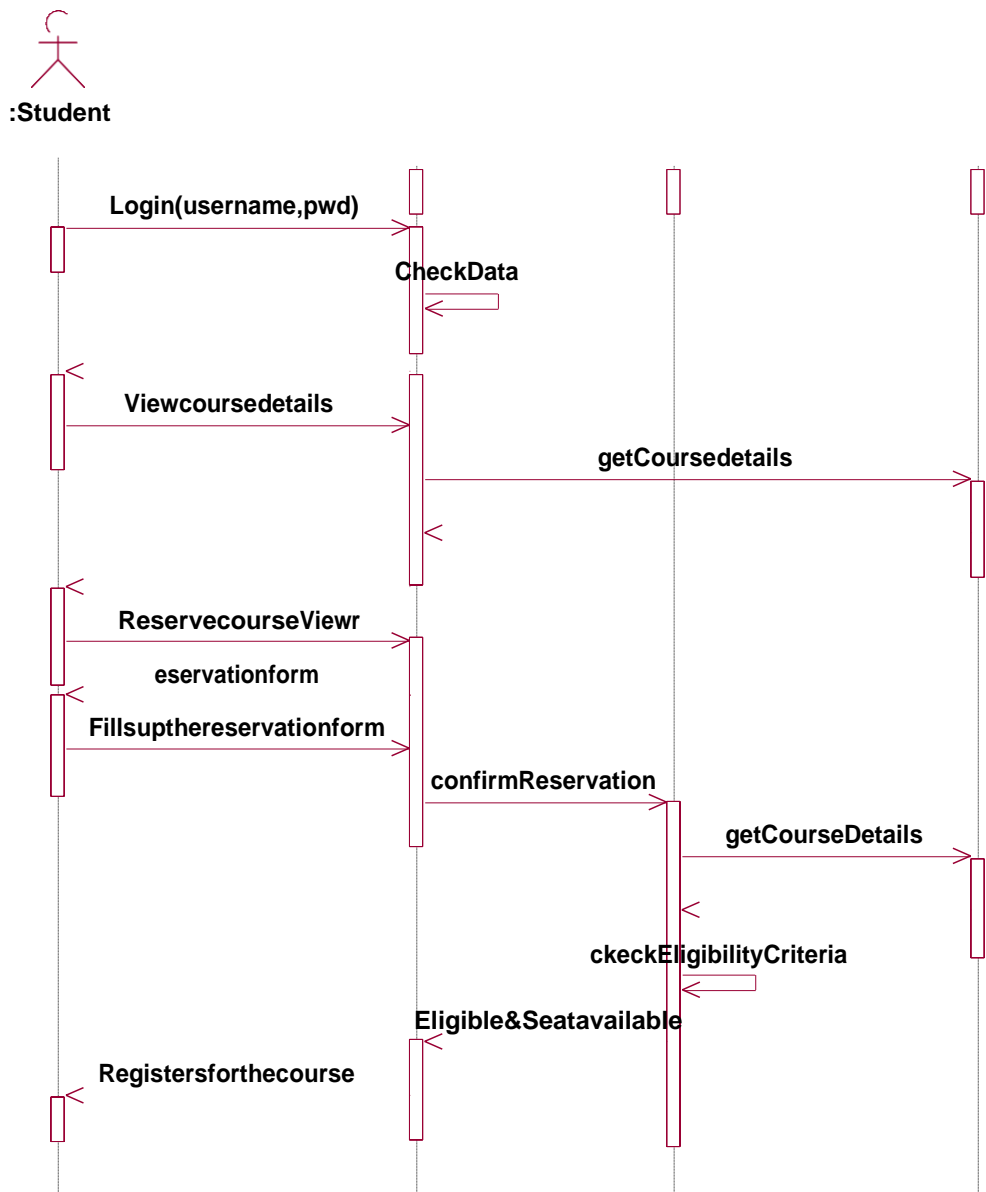 :Student
Login(username,pwd)
CheckData
Viewcoursedetails
getCoursedetails
ReservecourseViewr
eservationform
Fillsupthereservationform
confirmReservation
getCourseDetails
ckeckEligibilityCriteria
Eligible&Seatavailable
Registersforthecourse